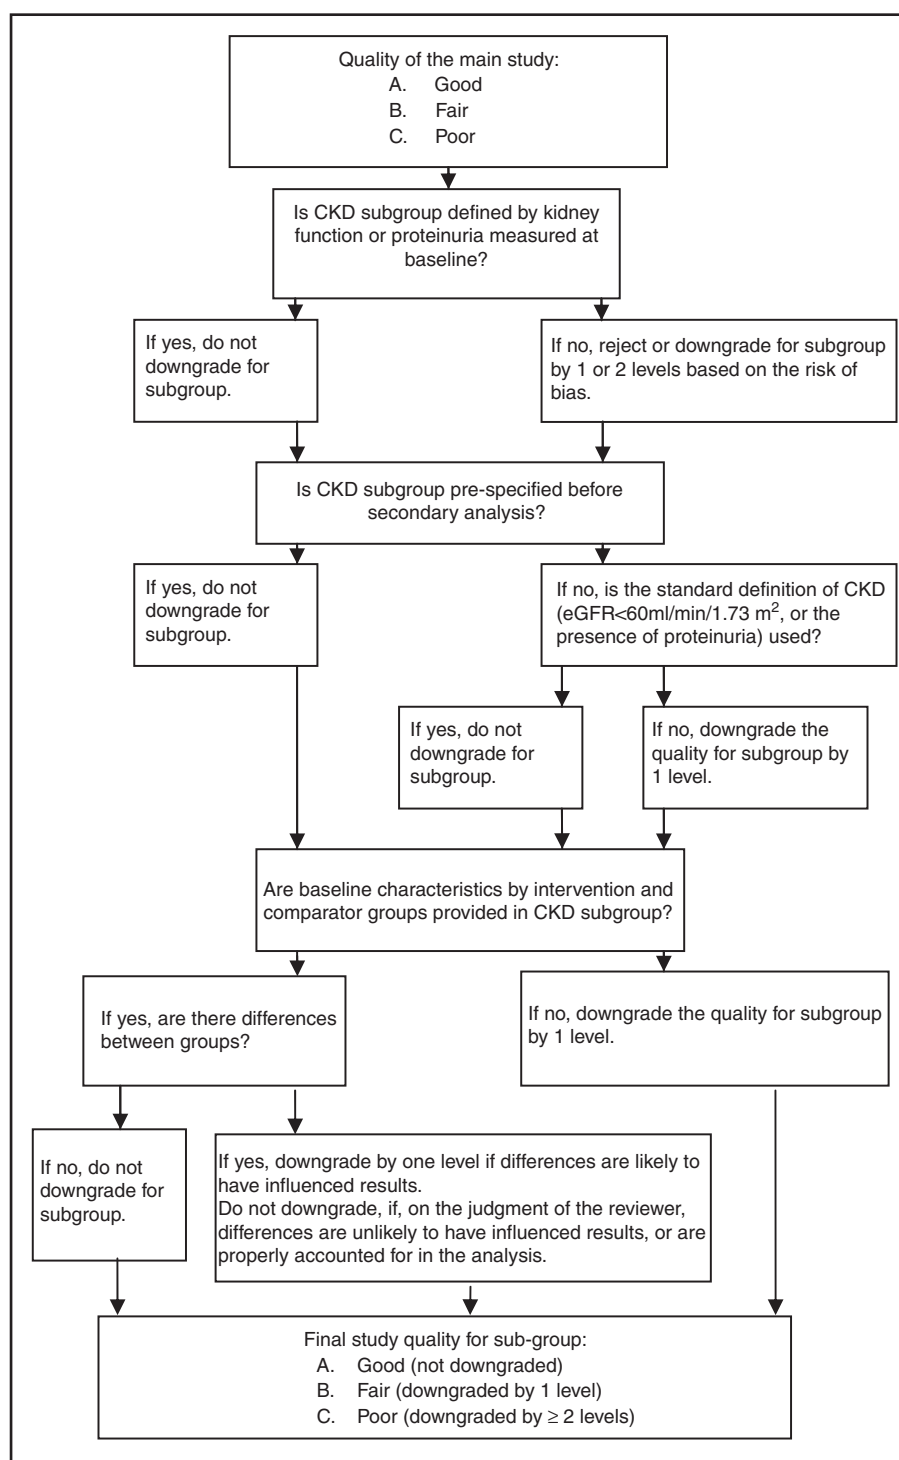 Quality of the main study:
A. Good
B. Fair
C. Poor
Is CKD subgroup defined by kidney
function or proteinuria measured at
baseline?
If yes, do not
downgrade for
subgroup.
If no, reject or downgrade for subgroup
by 1 or 2 levels based on the risk of
bias.
Is CKD subgroup pre-specified before
secondary analysis?
If yes, do not
downgrade for
subgroup.
If no, is the standard definition of CKD
(eGFR<60ml/min/1.73 m², or the
presence of proteinuria) used?
If yes, do not
downgrade for
subgroup.
If no, downgrade the
quality for subgroup by
1 level.
Are baseline characteristics by intervention and
comparator groups provided in CKD subgroup?
If yes, are there differences
between groups?
If no, downgrade the quality for subgroup
by 1 level.
If no, do not
downgrade for
subgroup.
If yes, downgrade by one level if differences are likely to
have influenced results.
Do not downgrade, if, on the judgment of the reviewer,
differences are unlikely to have influenced results, or are
properly accounted for in the analysis.
Final study quality for sub-group:
A. Good (not downgraded)
B. Fair (downgraded by 1 level)
C. Poor (downgraded by ≥ 2 levels)